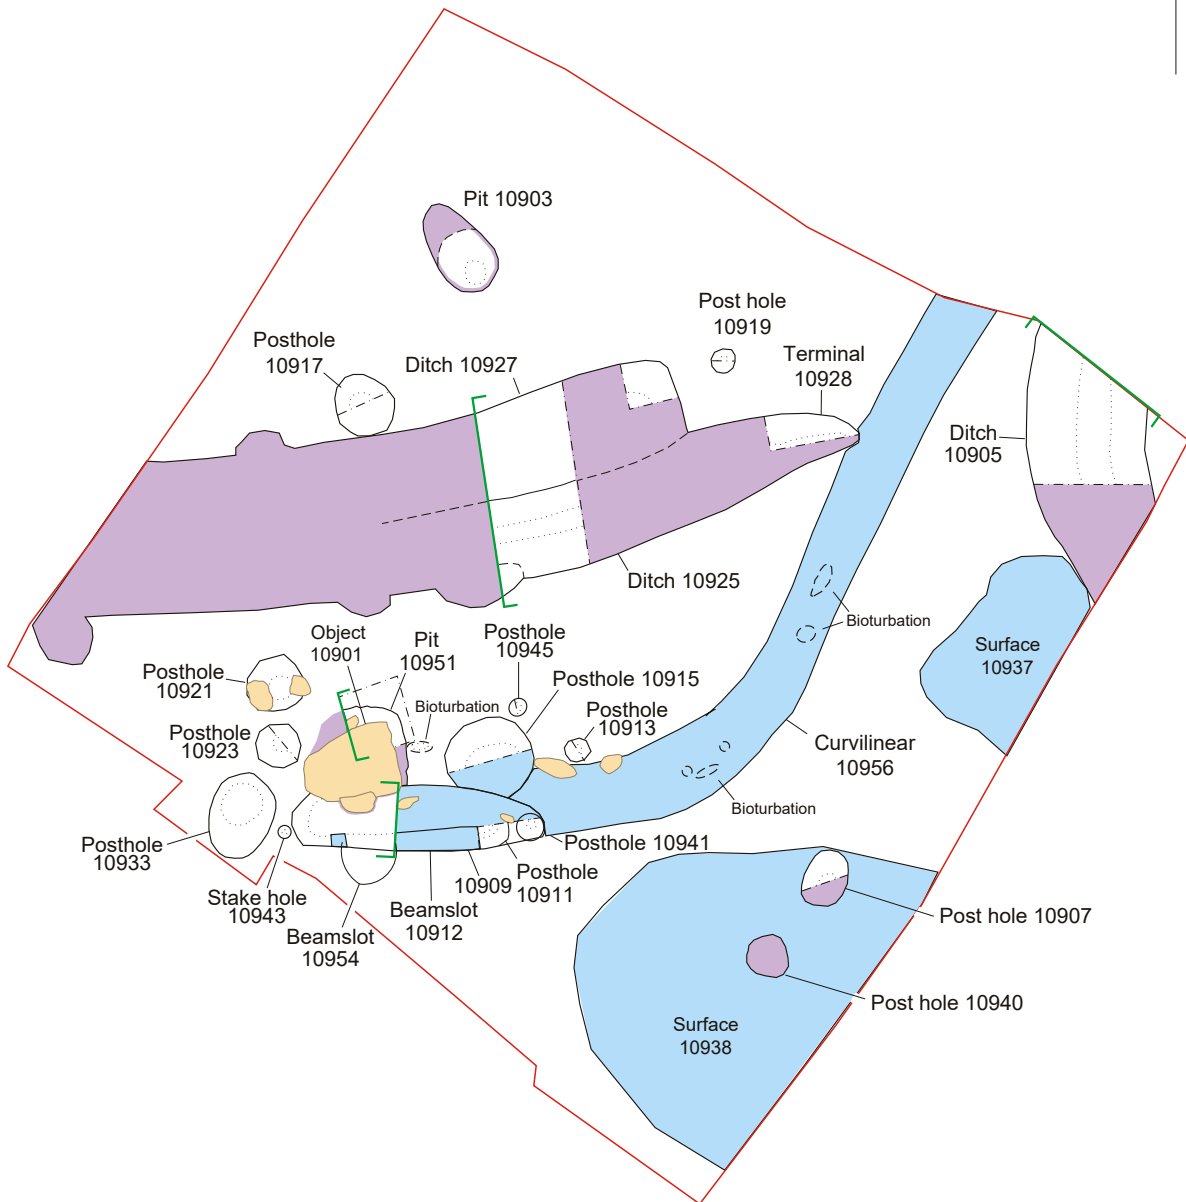 Pit 10903
Post hole
10919
Posthole
10917
Ditch 10927
Terminal
10928
Ditch
10905
Ditch 10925
Bioturbation
Surface
10937
Object
10901
Pit
10951
Posthole
10945
Posthole
10921
Posthole 10915
Bioturbation
Posthole
10913
Posthole
10923
Curvilinear
10956
Bioturbation
Posthole
10933
Stake hole
10943
Beamslot
10954
10909
Beamslot
10912
Posthole
10911
Posthole 10941
Post hole 10907
Post hole 10940
Surface
10938